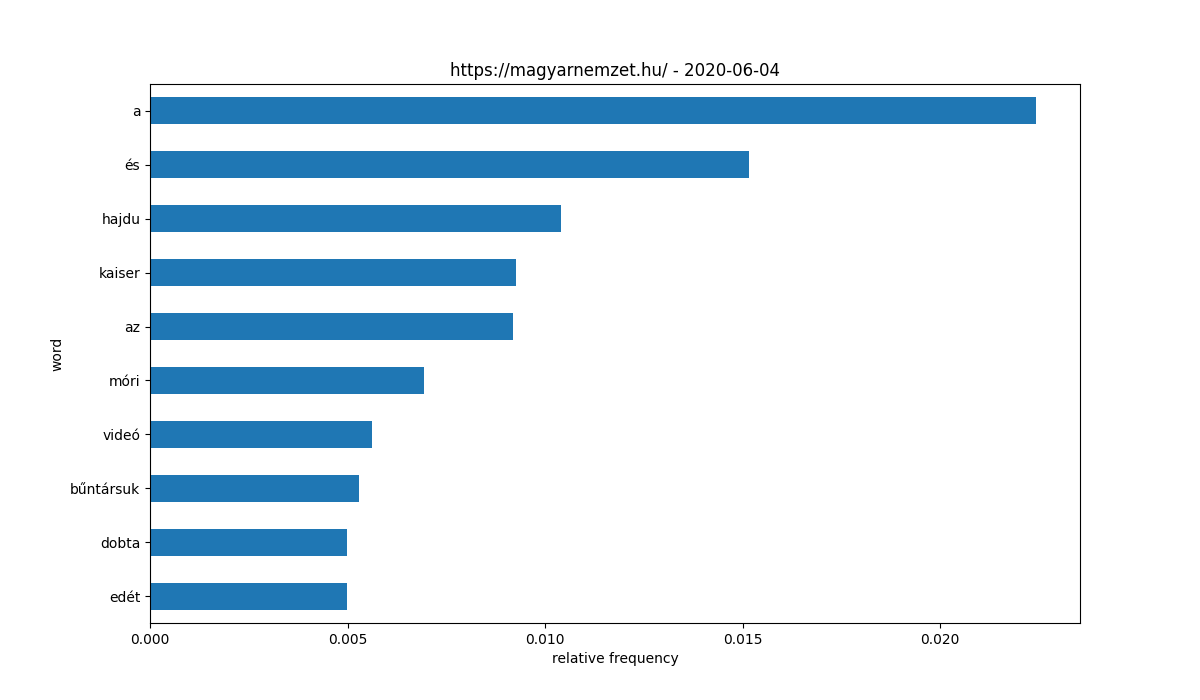 https://magyarnemzet.hu/ - 2020-06-04
a
és
hajdu
kaiser
az
móri
videó
bűntársuk
dobta
edét
word
0.000 0.005 0.010 0.015 0.020
relative frequency